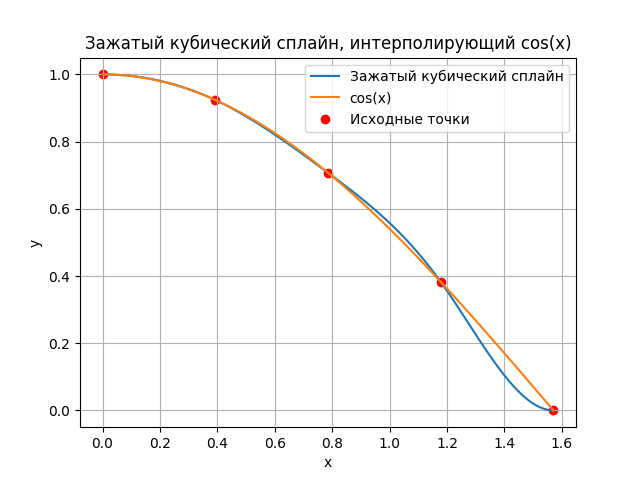 Зажатый кубический сплайн, интерполирующий cos(x)
Зажатый кубический сплайн
cos(x)
Исходные точки
1.0
0.8
0.6
0.4
0.2
0.0
y
0.0 0.2 0.4 0.6 0.8 1.0 1.2 1.4 1.6
x